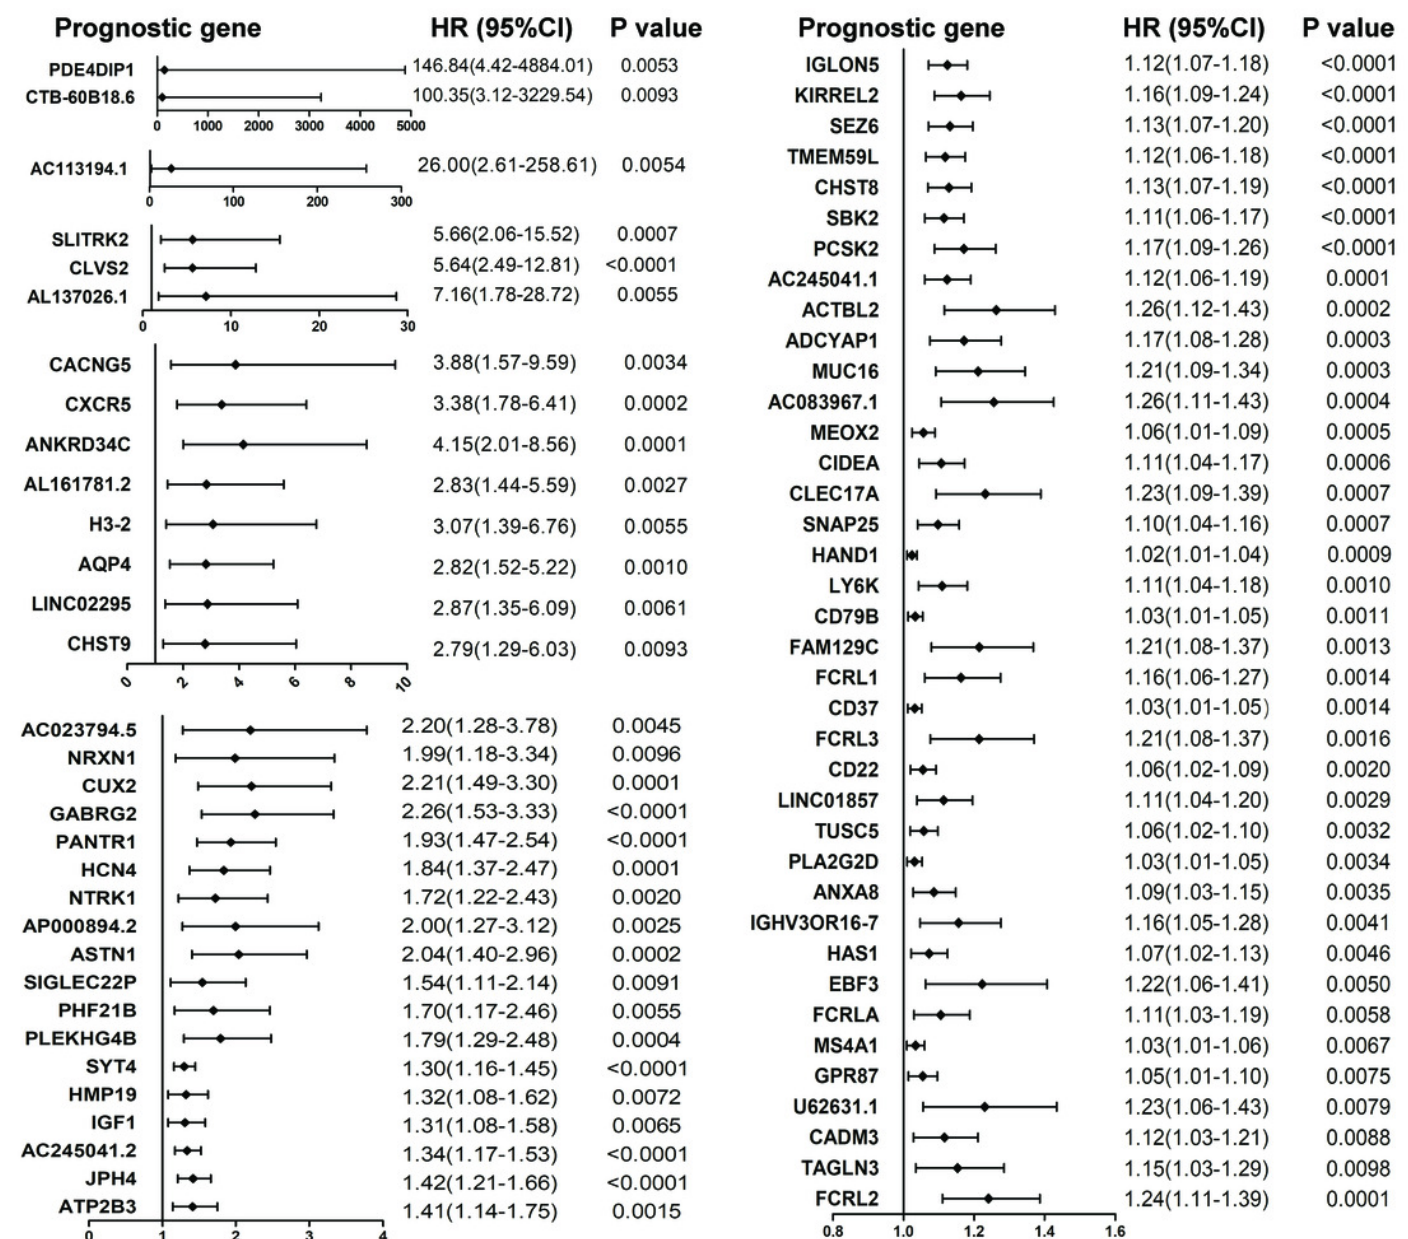 Prognostic gene HR (95%CI) P value
PDE4DIP1 146.84(4.42-4884.01) 0.0053
CTB-60B18.6 100.35(3.12-3229.54) 0.0093
0 1000 2000 3000 4000 5000
AC113194.1 26.00(2.61-258.61) 0.0054
0 100 200 300
SLITRK2 5.66(2.06-15.52) 0.0007
CLVS2 5.64(2.49-12.81) <0.0001
AL137026.1 7.16(1.78-28.72) 0.0055
0 10 20 30
CACNG5 3.88(1.57-9.59) 0.0034
CXCR5 3.38(1.78-6.41) 0.0002
ANKRD34C 4.15(2.01-8.56) 0.0001
AL161781.2 2.83(1.44-5.59) 0.0027
H3-2 3.07(1.39-6.76) 0.0055
AQP4 2.82(1.52-5.22) 0.0010
LINC02295 2.87(1.35-6.09) 0.0061
CHST9 2.79(1.29-6.03) 0.0093
0 2 4 6 8 10
AC023794.5 2.20(1.28-3.78) 0.0045
NRXN1 1.99(1.18-3.34) 0.0096
CUX2 2.21(1.49-3.30) 0.0001
GABRG2 2.26(1.53-3.33) <0.0001
PANTR1 1.93(1.47-2.54) <0.0001
HCN4 1.84(1.37-2.47) 0.0001
NTRK1 1.72(1.22-2.43) 0.0020
AP000894.2 2.00(1.27-3.12) 0.0025
ASTN1 2.04(1.40-2.96) 0.0002
SIGLEC22P 1.54(1.11-2.14) 0.0091
PHF21B 1.70(1.17-2.46) 0.0055
PLEKHG4B 1.79(1.29-2.48) 0.0004
SYT4 1.30(1.16-1.45) <0.0001
HMP19 1.32(1.08-1.62) 0.0072
IGF1 1.31(1.08-1.58) 0.0065
AC245041.2 1.34(1.17-1.53) <0.0001
JPH4 1.42(1.21-1.66) <0.0001
ATP2B3 1.41(1.14-1.75) 0.0015
0 1 2 3 4
Prognostic gene HR (95%CI) P value
IGLON5 1.12(1.07-1.18) <0.0001
KIRREL2 1.16(1.09-1.24) <0.0001
SEZ6 1.13(1.07-1.20) <0.0001
TMEM59L 1.12(1.06-1.18) <0.0001
CHST8 1.13(1.07-1.19) <0.0001
SBK2 1.11(1.06-1.17) <0.0001
PCSK2 1.17(1.09-1.26) <0.0001
AC245041.1 1.12(1.06-1.19) 0.0001
ACTBL2 1.26(1.12-1.43) 0.0002
ADCYAP1 1.17(1.08-1.28) 0.0003
MUC16 1.21(1.09-1.34) 0.0003
AC083967.1 1.26(1.11-1.43) 0.0004
MEOX2 1.06(1.01-1.09) 0.0005
CIDEA 1.11(1.04-1.17) 0.0006
CLEC17A 1.23(1.09-1.39) 0.0007
SNAP25 1.10(1.04-1.16) 0.0007
HAND1 1.02(1.01-1.04) 0.0009
LY6K 1.11(1.04-1.18) 0.0010
CD79B 1.03(1.01-1.05) 0.0011
FAM129C 1.21(1.08-1.37) 0.0013
FCRL1 1.16(1.06-1.27) 0.0014
CD37 1.03(1.01-1.05) 0.0014
FCRL3 1.21(1.08-1.37) 0.0016
CD22 1.06(1.02-1.09) 0.0020
LINC01857 1.11(1.04-1.20) 0.0029
TUSC5 1.06(1.02-1.10) 0.0032
PLA2G2D 1.03(1.01-1.05) 0.0034
ANXA8 1.09(1.03-1.15) 0.0035
IGHV3OR16-7 1.16(1.05-1.28) 0.0041
HAS1 1.07(1.02-1.13) 0.0046
EBF3 1.22(1.06-1.41) 0.0050
FCRLA 1.11(1.03-1.19) 0.0058
MS4A1 1.03(1.01-1.06) 0.0067
GPR87 1.05(1.01-1.10) 0.0075
U62631.1 1.23(1.06-1.43) 0.0079
CADM3 1.12(1.03-1.21) 0.0088
TAGLN3 1.15(1.03-1.29) 0.0098
FCRL2 1.24(1.11-1.39) 0.0001
0.8 1.0 1.2 1.4 1.6